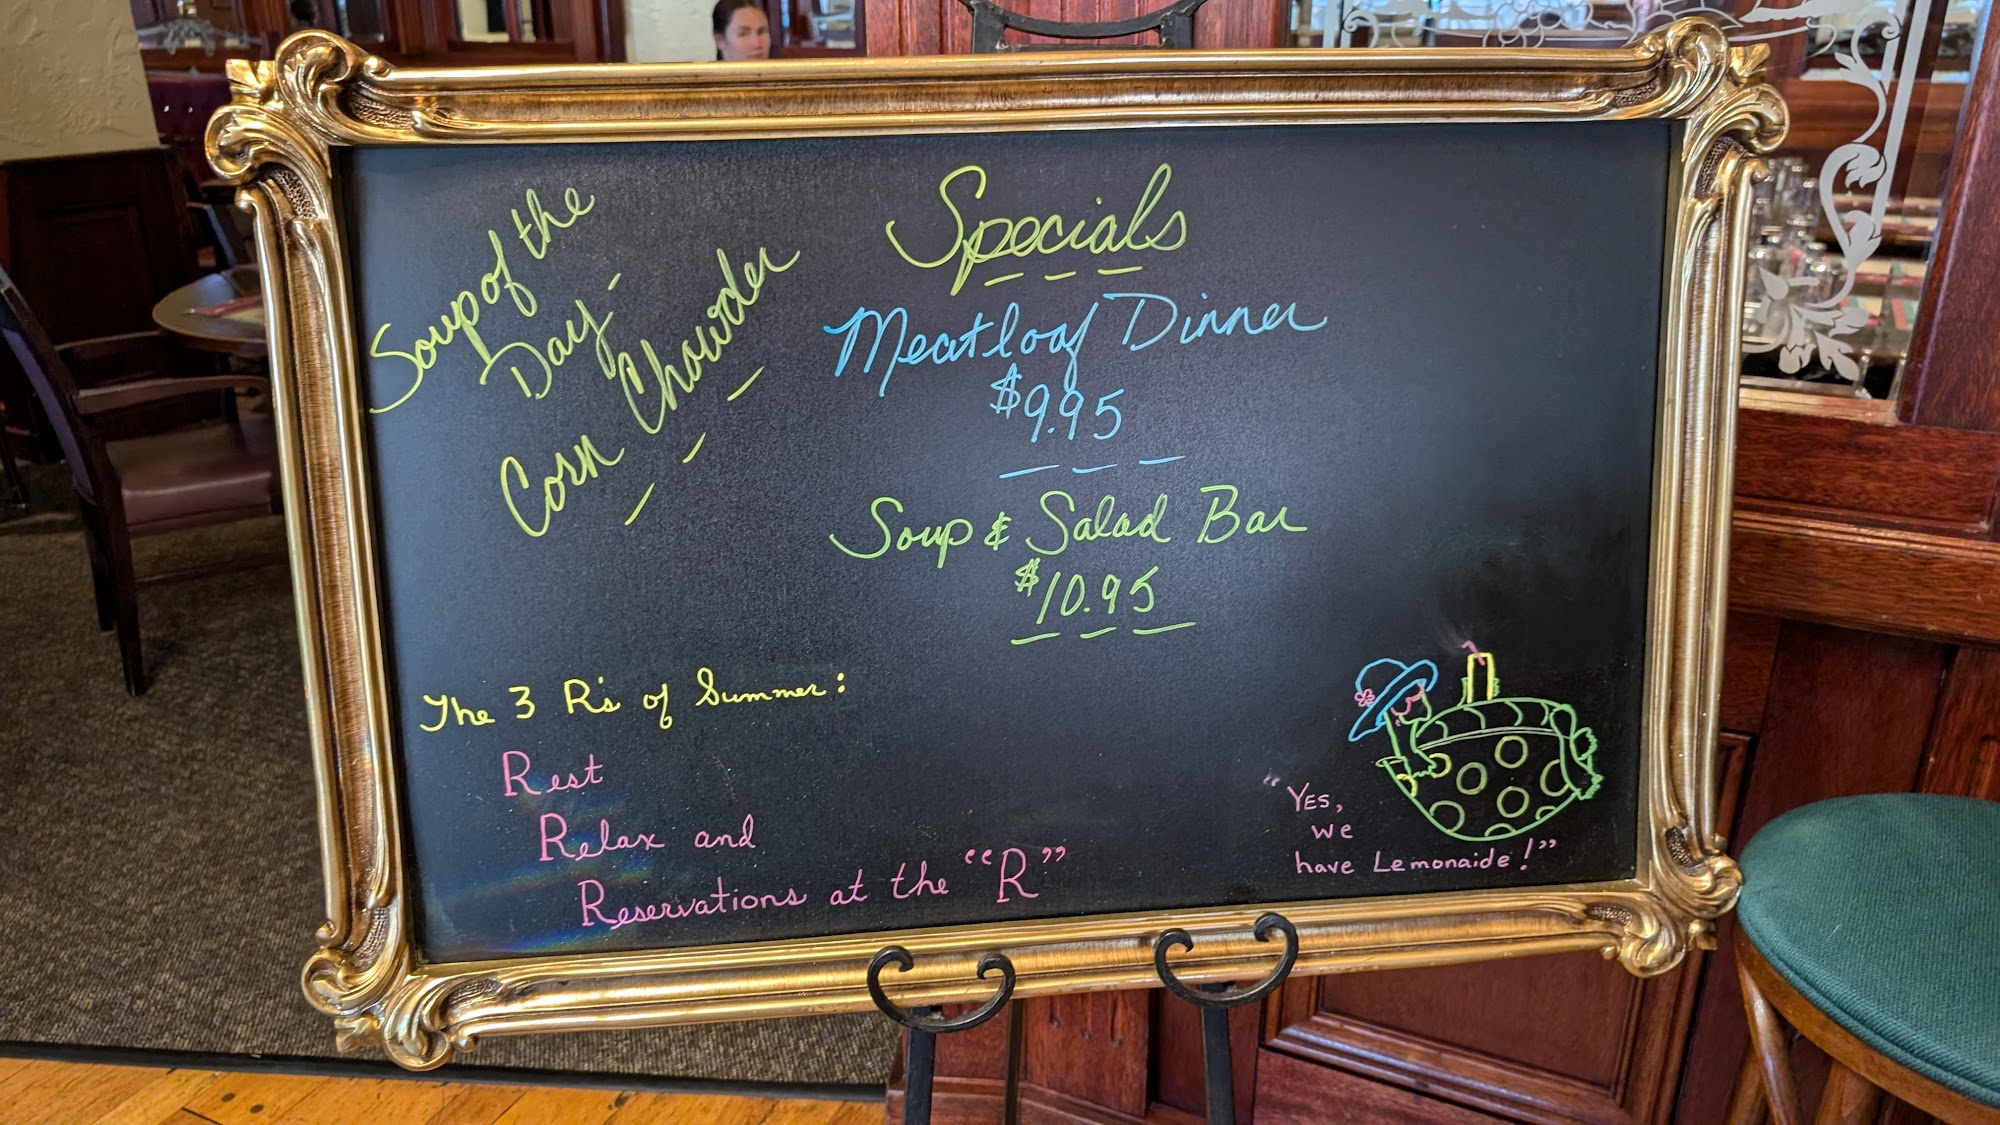 Soup of the
Day -
Corn Chowder
Specials
Meatloaf Dinner
$9.95
Soup & Salad Bar
$10.95
The 3 R's of Summer:
Rest
Relax and
Reservations at the "R"
"Yes,
we
have Lemonaide!"